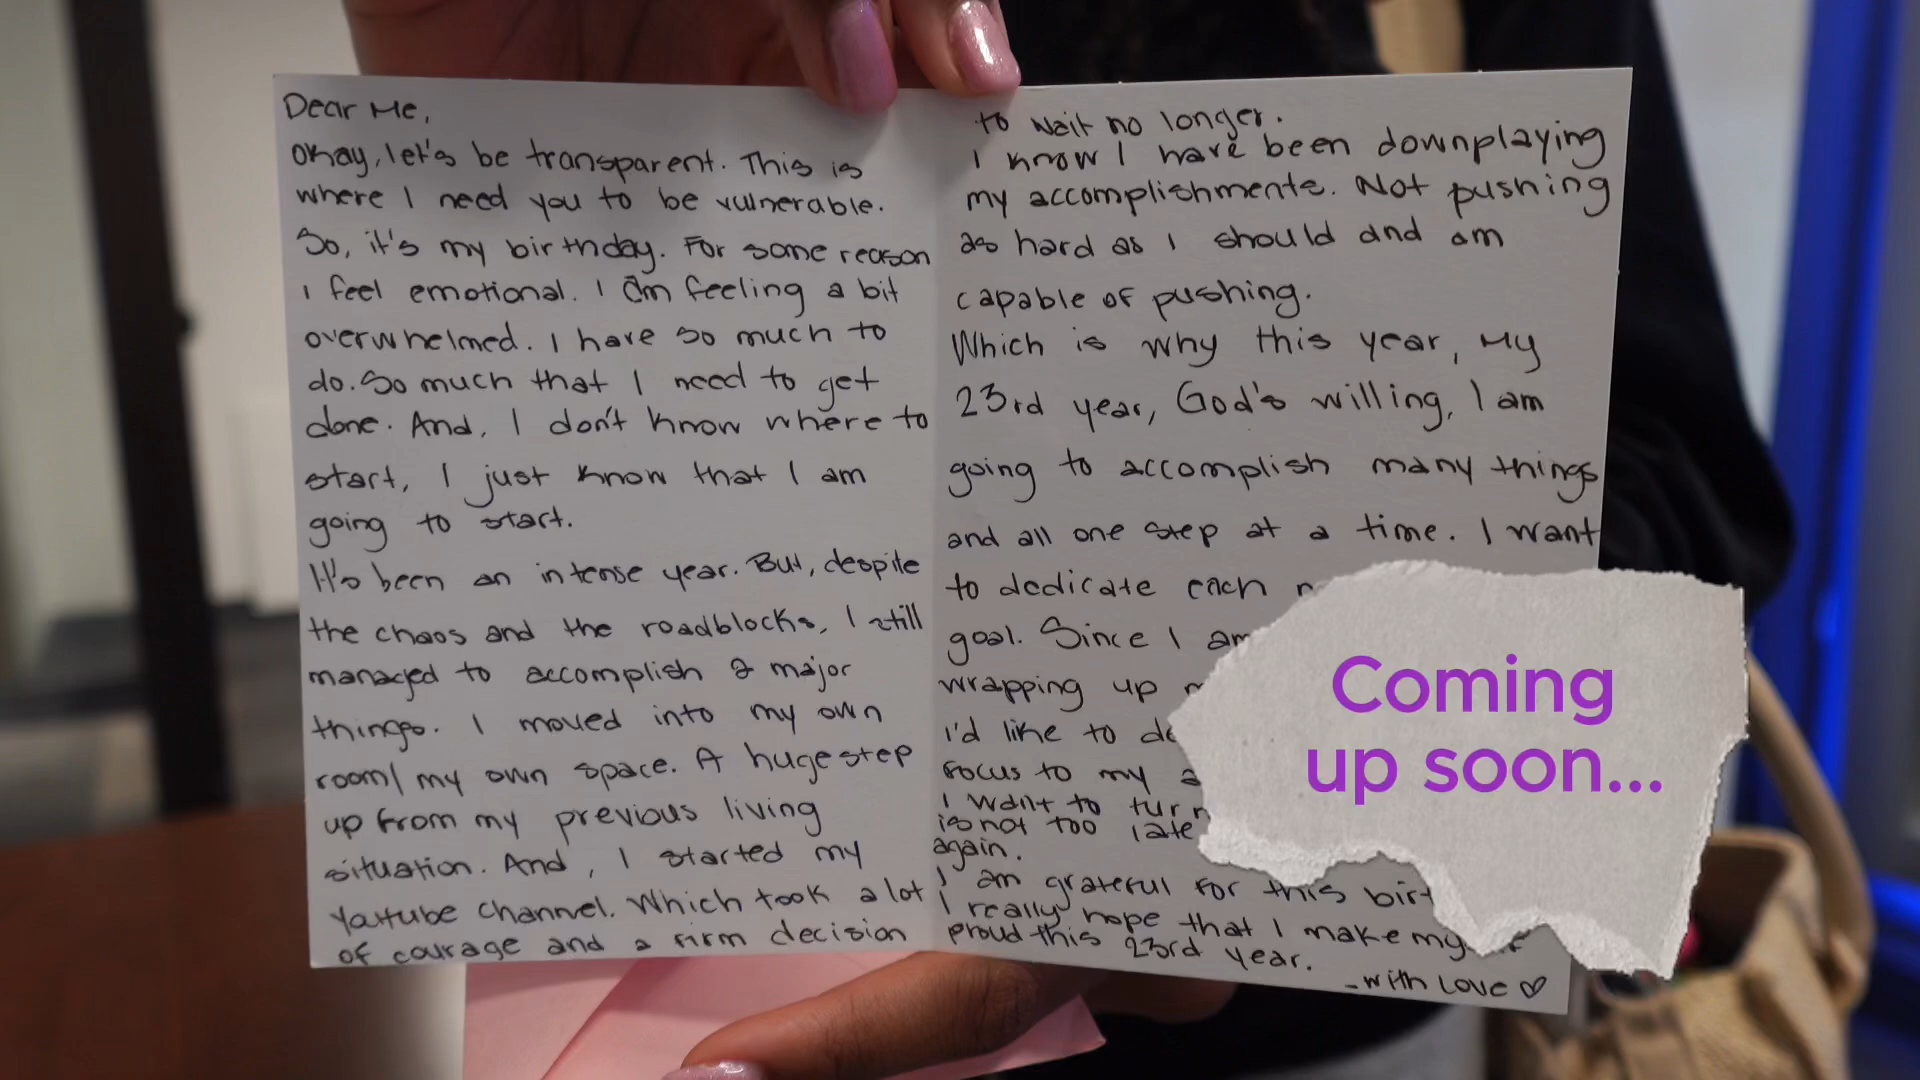 Dear Me,
Okay, let's be transparent. This is
where I need you to be vulnerable.
So, it's my birthday. For some reason
I feel emotional. I am feeling a bit
overwhelmed. I have so much to
do. So much that I need to get
done. And, I don't know where to
start, I just know that I am
going to start.
It's been an intense year. But, despite
the chaos and the roadblocks, I still
managed to accomplish 2 major
things. I moved into my own
room/ my own space. A huge step
up from my previous living
situation. And, I started my
Youtube channel. Which took a lot
of courage and a firm decision
to wait no longer.
I know I have been downplaying
my accomplishments. Not pushing
as hard as I should and am
capable of pushing.
Which is why this year, My
23rd year, God's willing, I am
going to accomplish many things
and all one step at a time. I want
to dedicate each
goal. Since I am
wrapping up
I'd like to
focus to my
I want to turn
is not too late
again.
I am grateful for this
I really hope that I make
proud this 23rd year.
-With Love ♡
Coming
up soon...